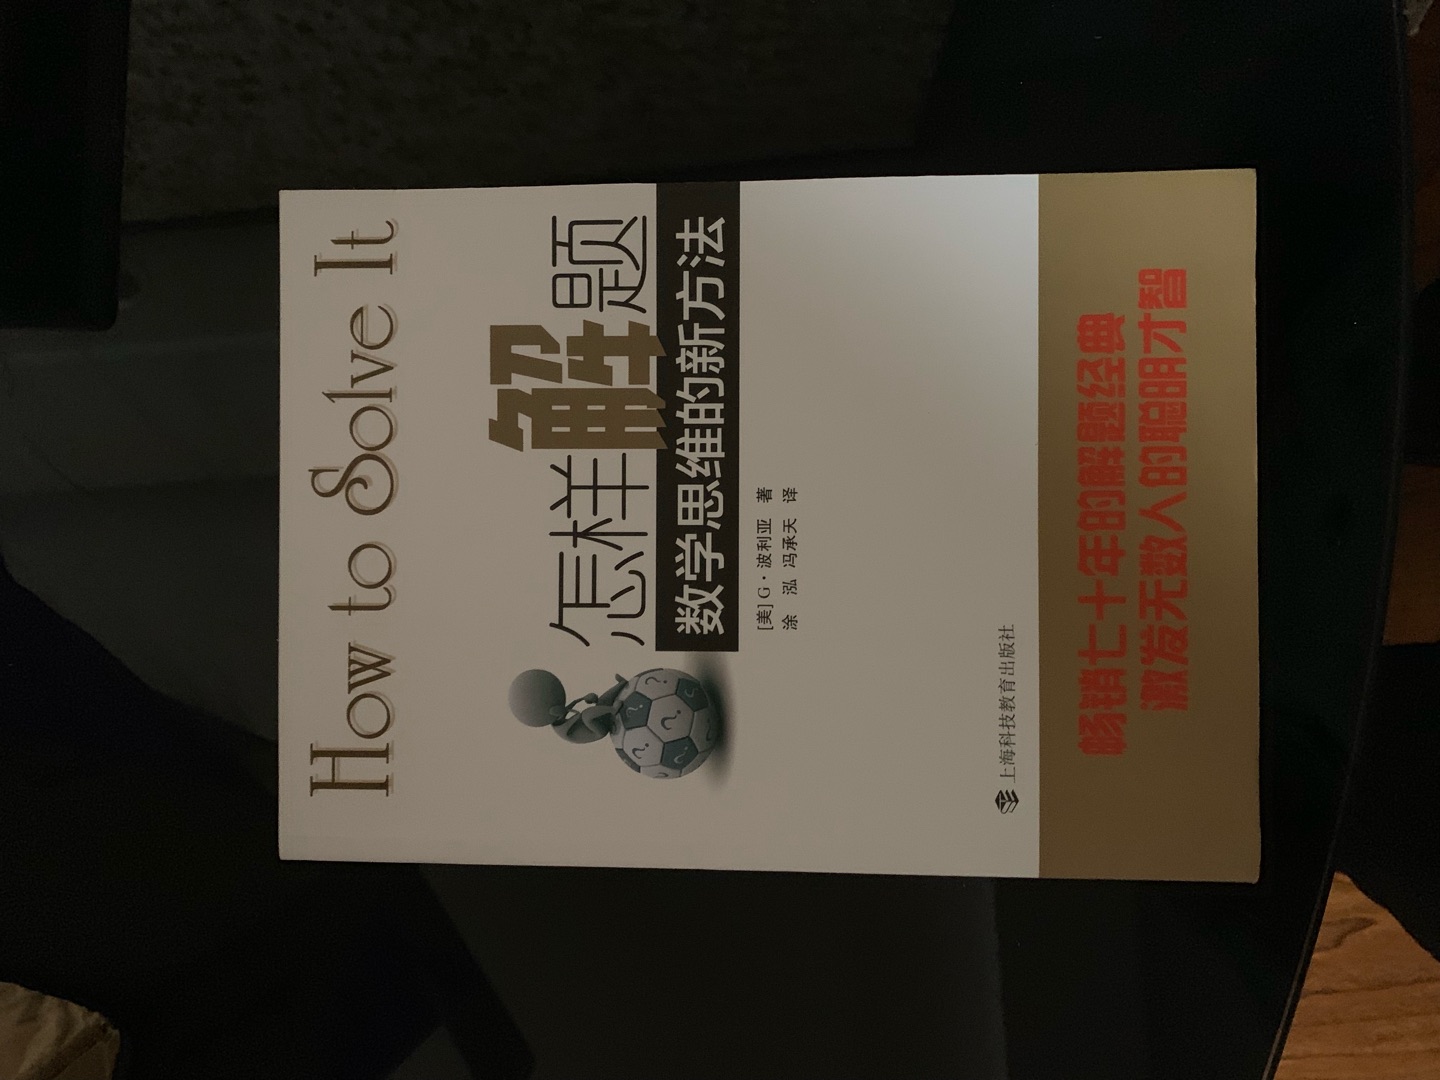 How to Solve It
怎样解题
数学思维的新方法
[美] G·波利亚 著
涂 泓 冯承天 译
上海科技教育出版社
畅销七十年的解题经典
激发无数人的聪明才智